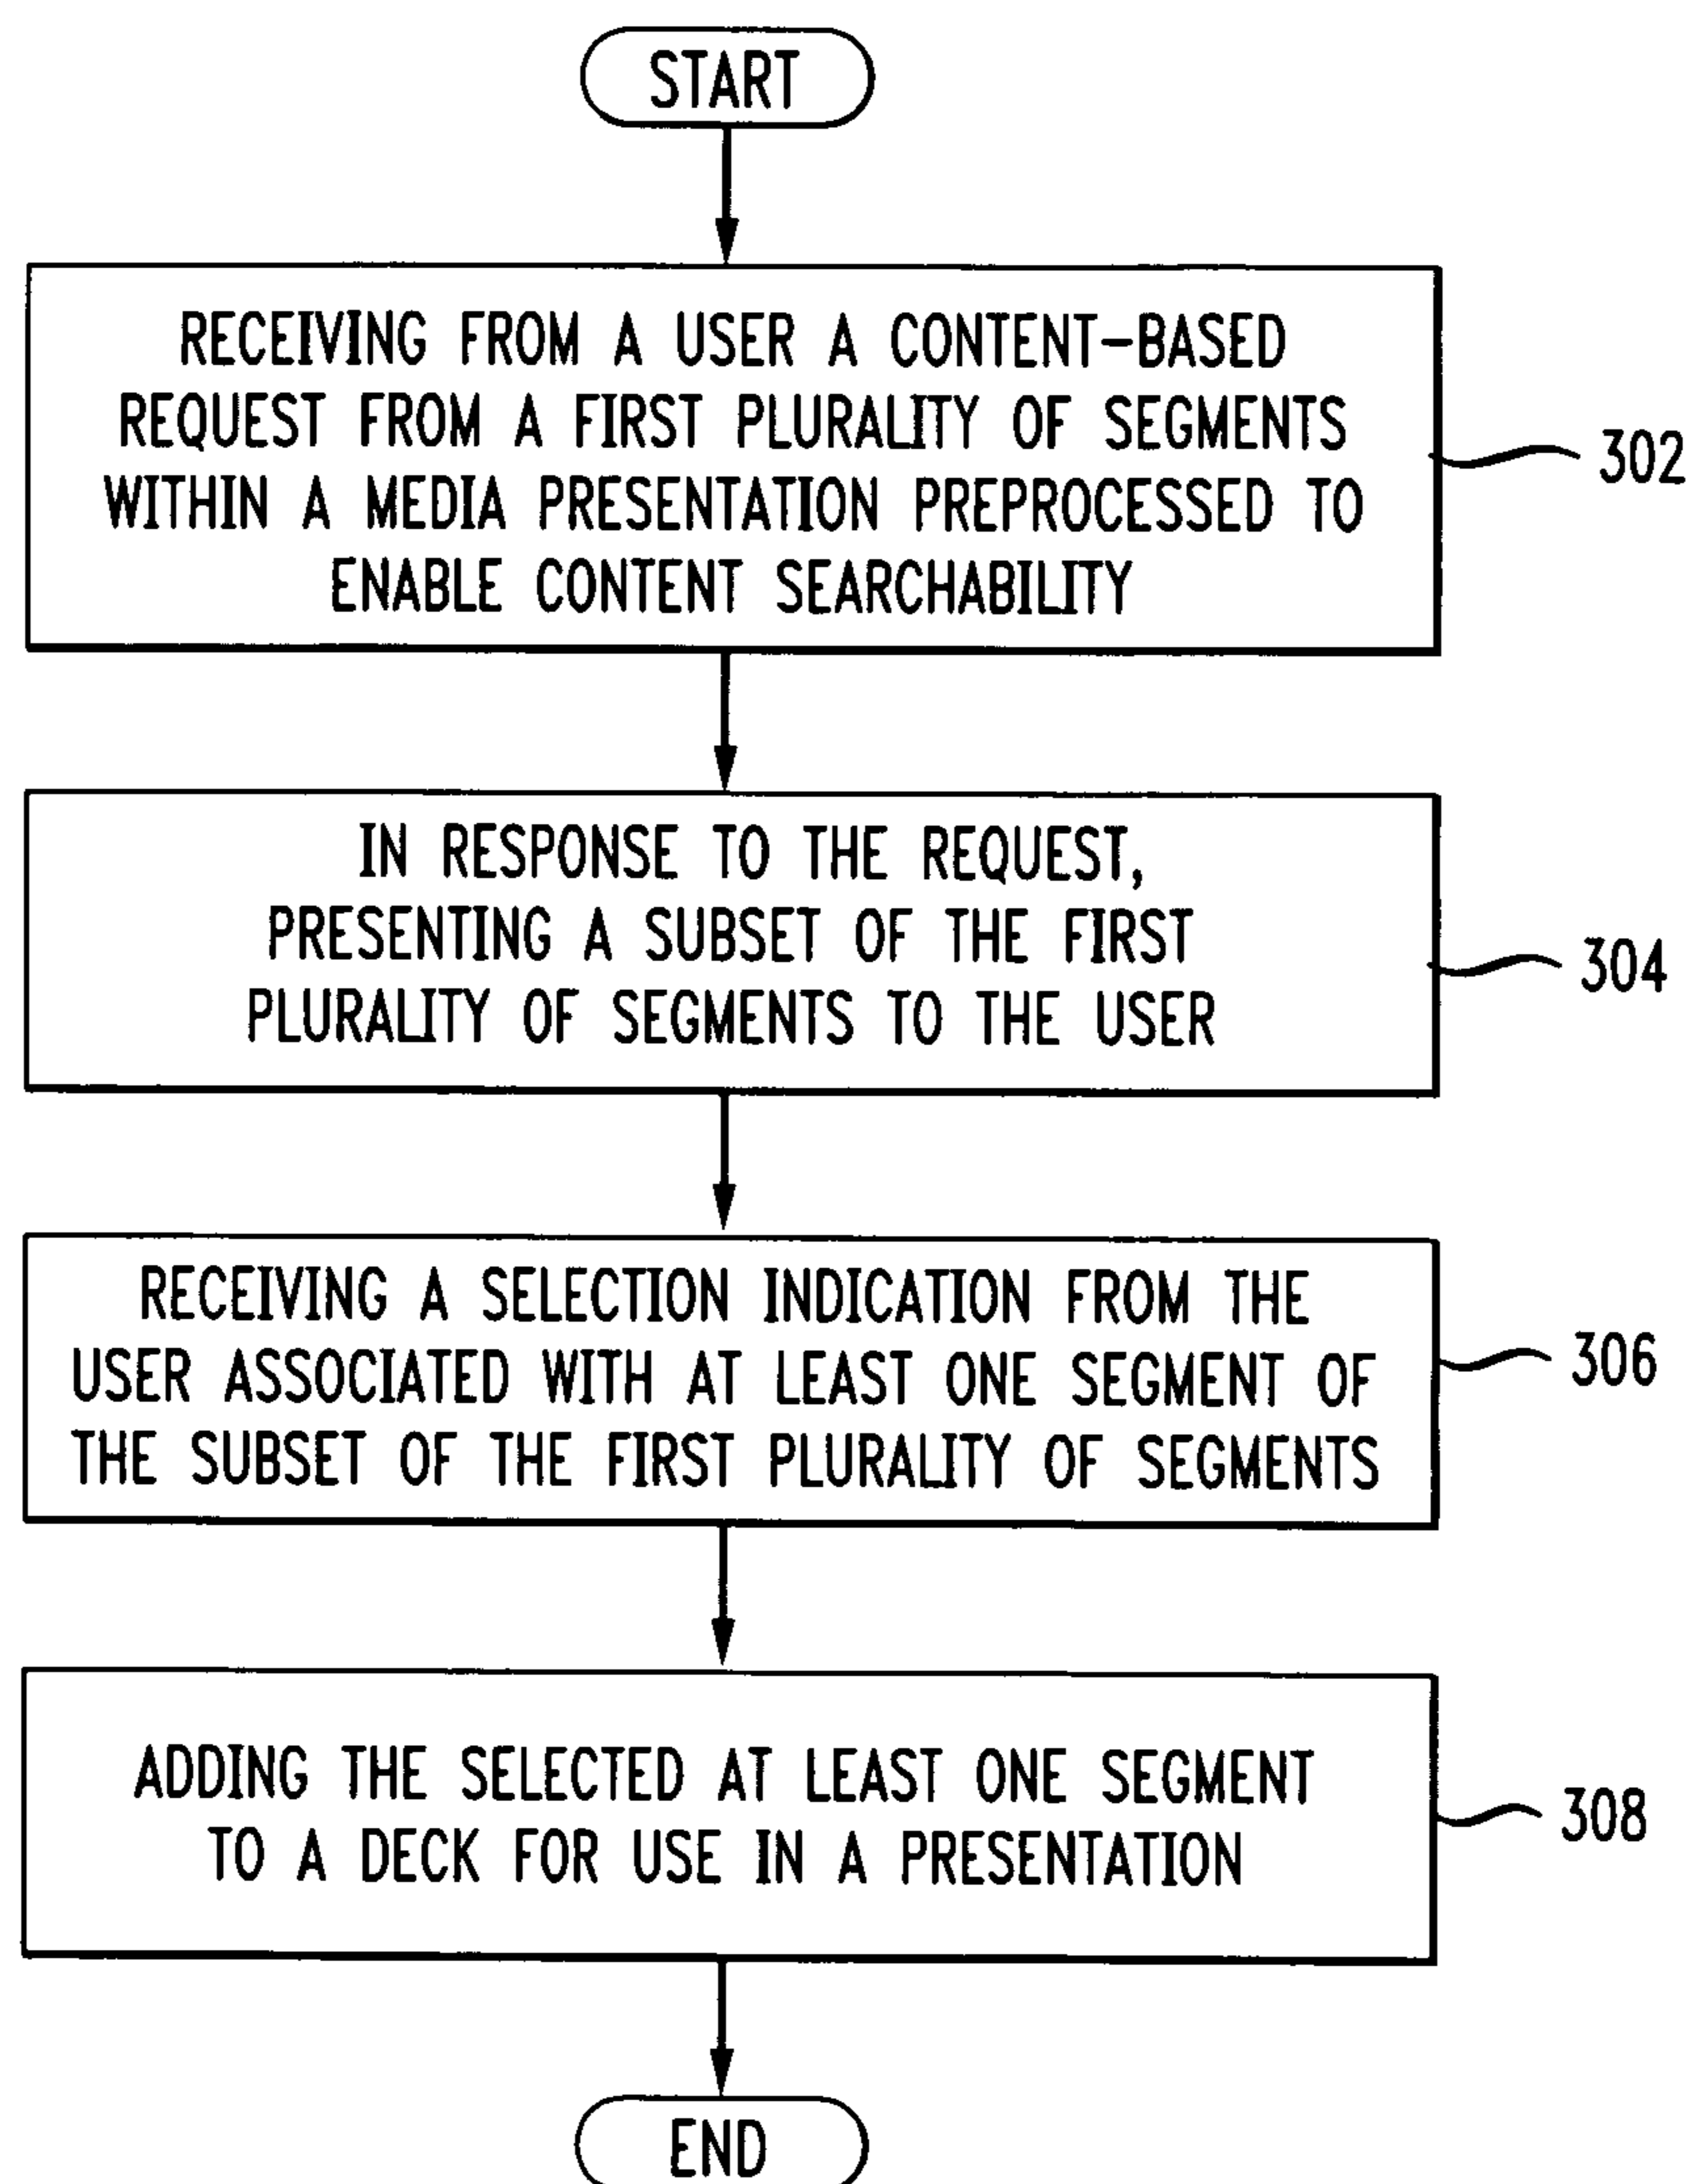 START
RECEIVING FROM A USER A CONTENT-BASED
REQUEST FROM A FIRST PLURALITY OF SEGMENTS
WITHIN A MEDIA PRESENTATION PREPROCESSED TO
ENABLE CONTENT SEARCHABILITY
302
IN RESPONSE TO THE REQUEST,
PRESENTING A SUBSET OF THE FIRST
PLURALITY OF SEGMENTS TO THE USER
304
RECEIVING A SELECTION INDICATION FROM THE
USER ASSOCIATED WITH AT LEAST ONE SEGMENT OF
THE SUBSET OF THE FIRST PLURALITY OF SEGMENTS
306
ADDING THE SELECTED AT LEAST ONE SEGMENT
TO A DECK FOR USE IN A PRESENTATION
308
END